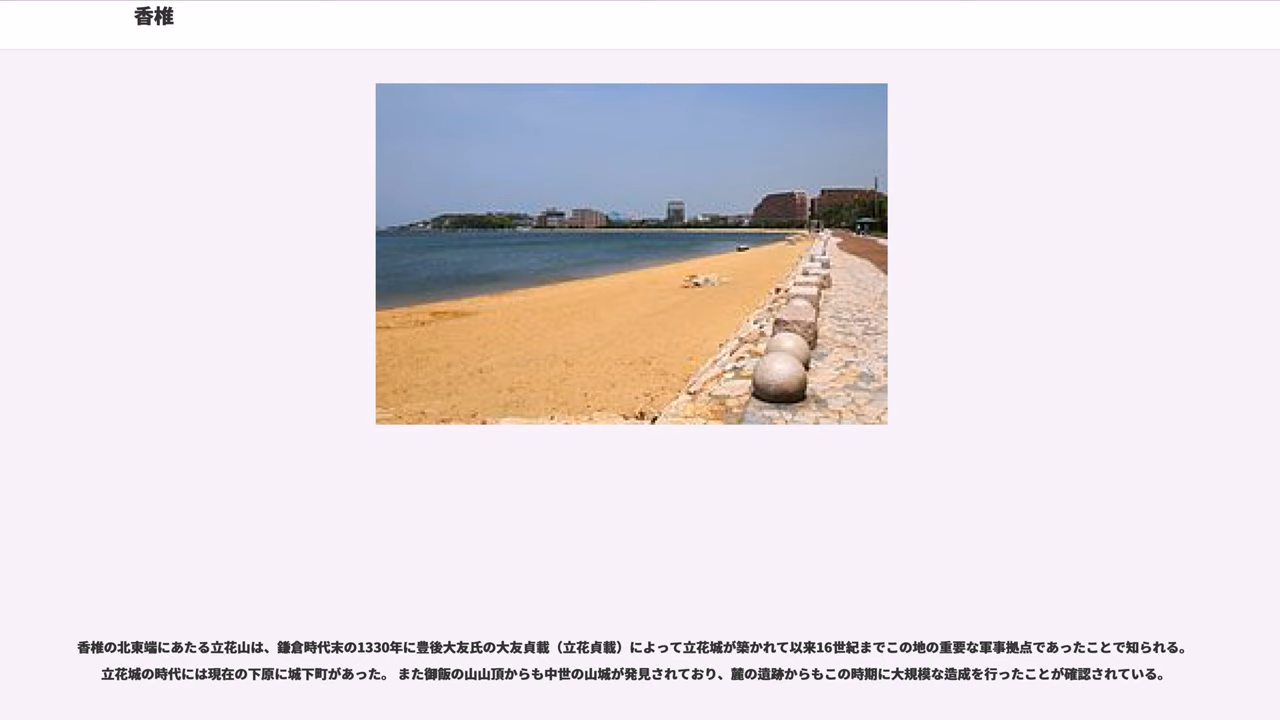 香椎
香椎の北東端にあたる立花山は、鎌倉時代末の1330年に豊後大友氏の大友貞載（立花貞載）によって立花城が築かれて以来16世紀までこの地の重要な軍事拠点であったことで知られる。
立花城の時代には現在の下原に城下町があった。 また御飯の山山頂からも中世の山城が発見されており、麓の遺跡からもこの時期に大規模な造成を行ったことが確認されている。